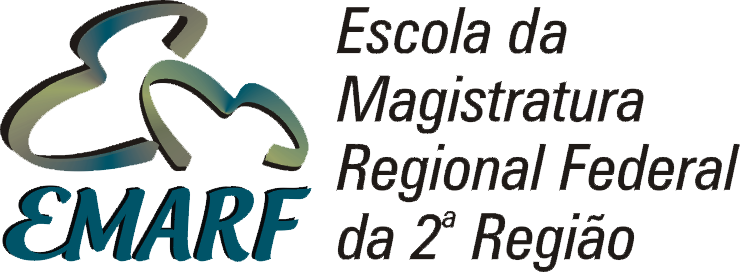 EMARF
Escola da
Magistratura
Regional Federal
da 2ª Região